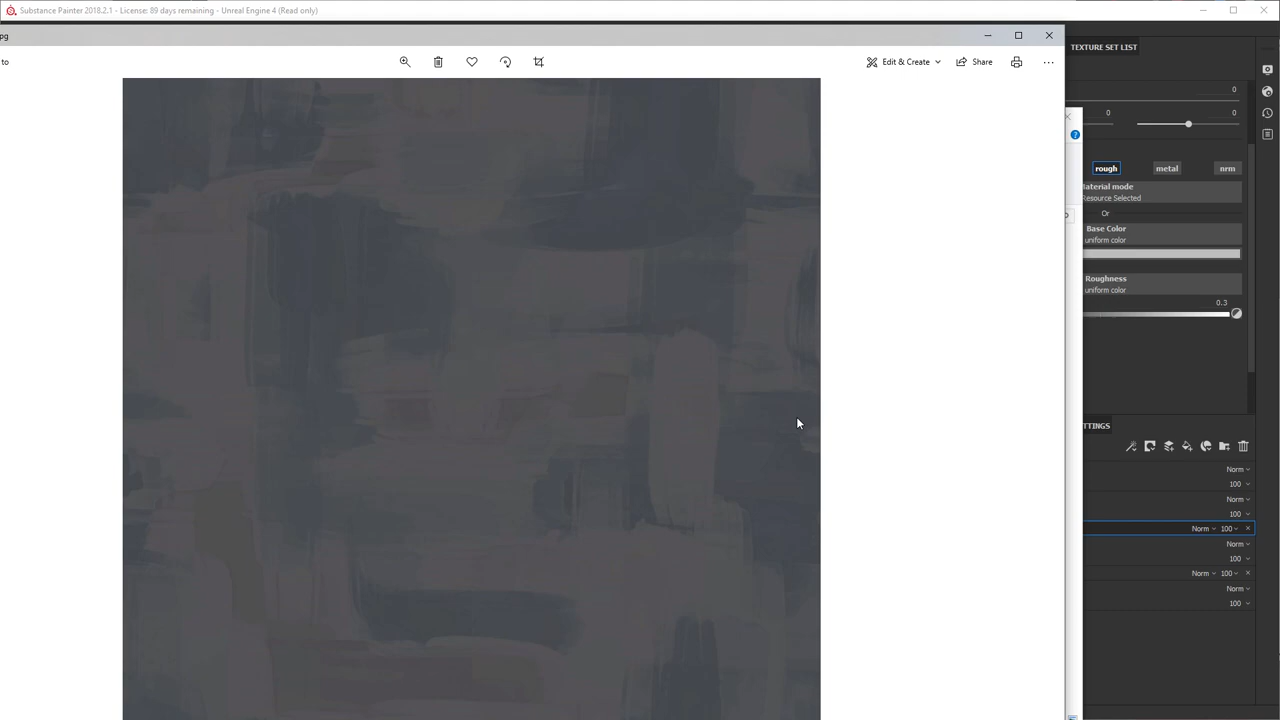 Substance Painter 2018.2.1 - License: 89 days remaining - Unreal Engine 4 (Read only)
pg
TEXTURE SET LIST
to
Edit & Create
Share
0
0
0
rough
metal
nrm
Material mode
Resource Selected
Or
Base Color
uniform color
Roughness
uniform color
0.3
TTINGS
Norm
100
Norm
100
Norm 100
Norm
100
Norm 100
Norm
100